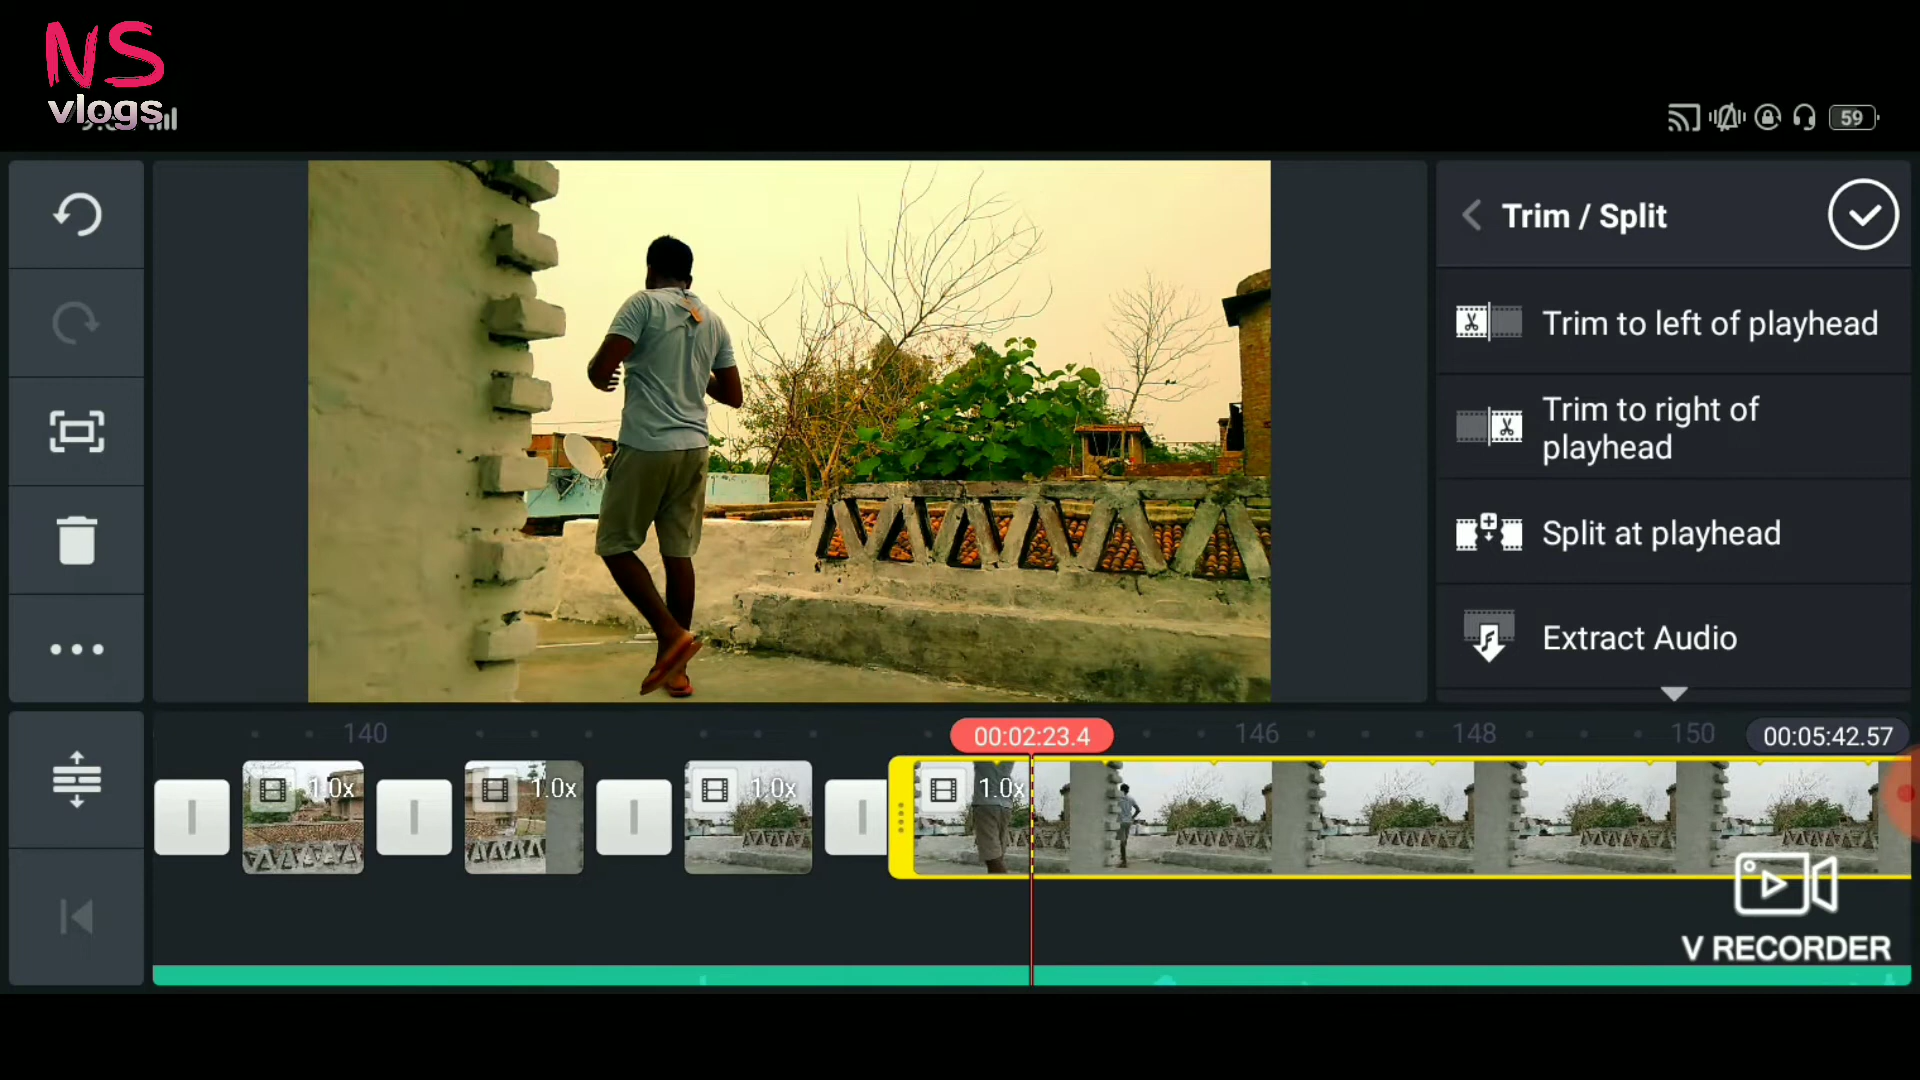 NS
vlogs
59
Trim / Split
Trim to left of playhead
Trim to right of
playhead
Split at playhead
Extract Audio
140
00:02:23.4
146
148
150
00:05:42.57
1.0x
1.0x
1.0x
1.0x
V RECORDER